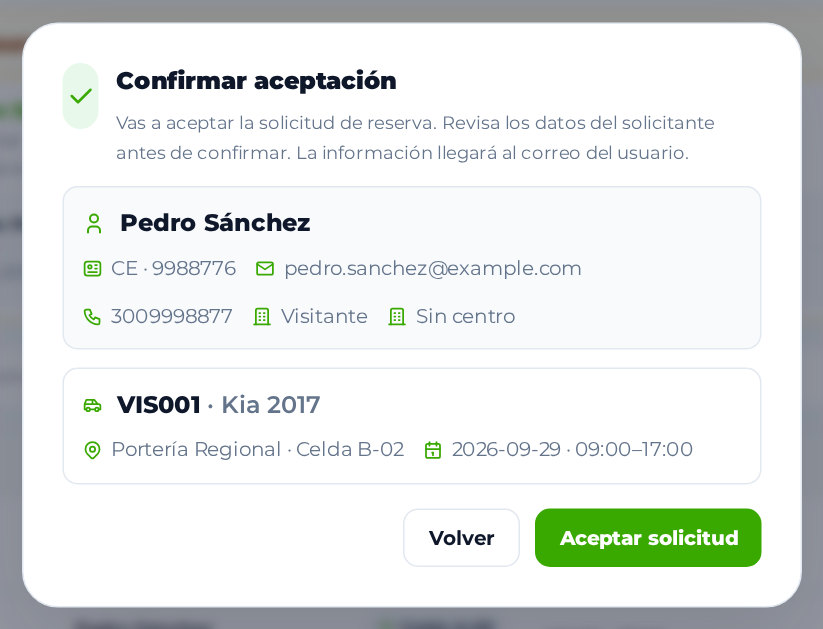 Confirmar aceptación
Vas a aceptar la solicitud de reserva. Revisa los datos del solicitante
antes de confirmar. La información llegará al correo del usuario.
Pedro Sánchez
CE · 9988776 pedro.sanchez@example.com
3009998877 Visitante Sin centro
VIS001 · Kia 2017
Portería Regional · Celda B-02 2026-09-29 · 09:00–17:00
Volver Aceptar solicitud